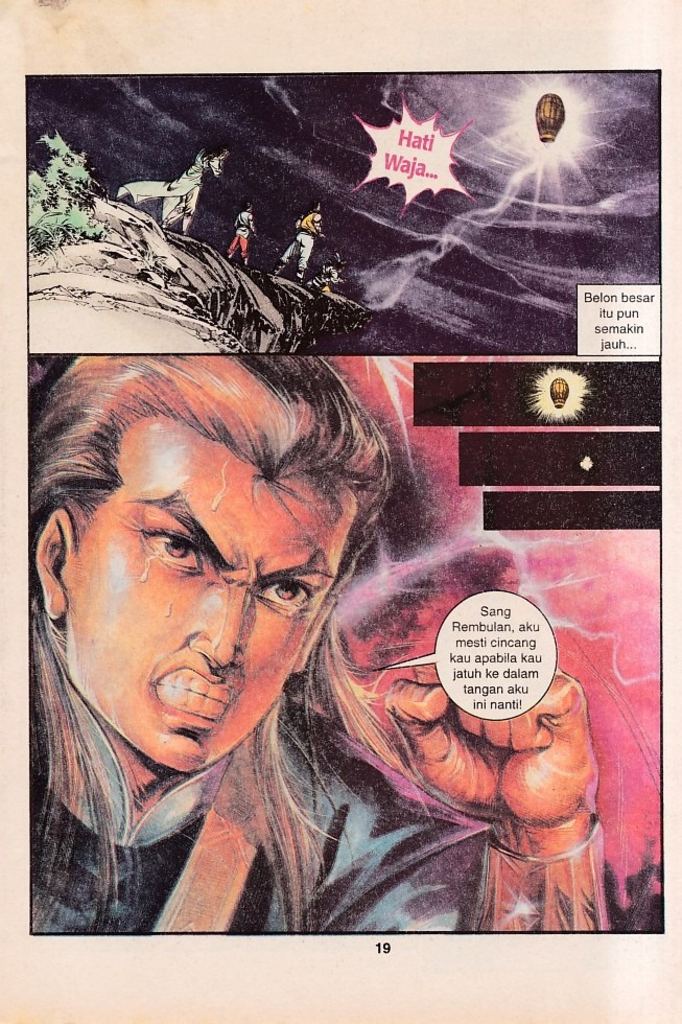 Hati
Waja...
Belon besar
itu pun
semakin
jauh...
Sang
Rembulan, aku
mesti cincang
kau apabila kau
jatuh ke dalam
tangan aku
ini nanti!
19